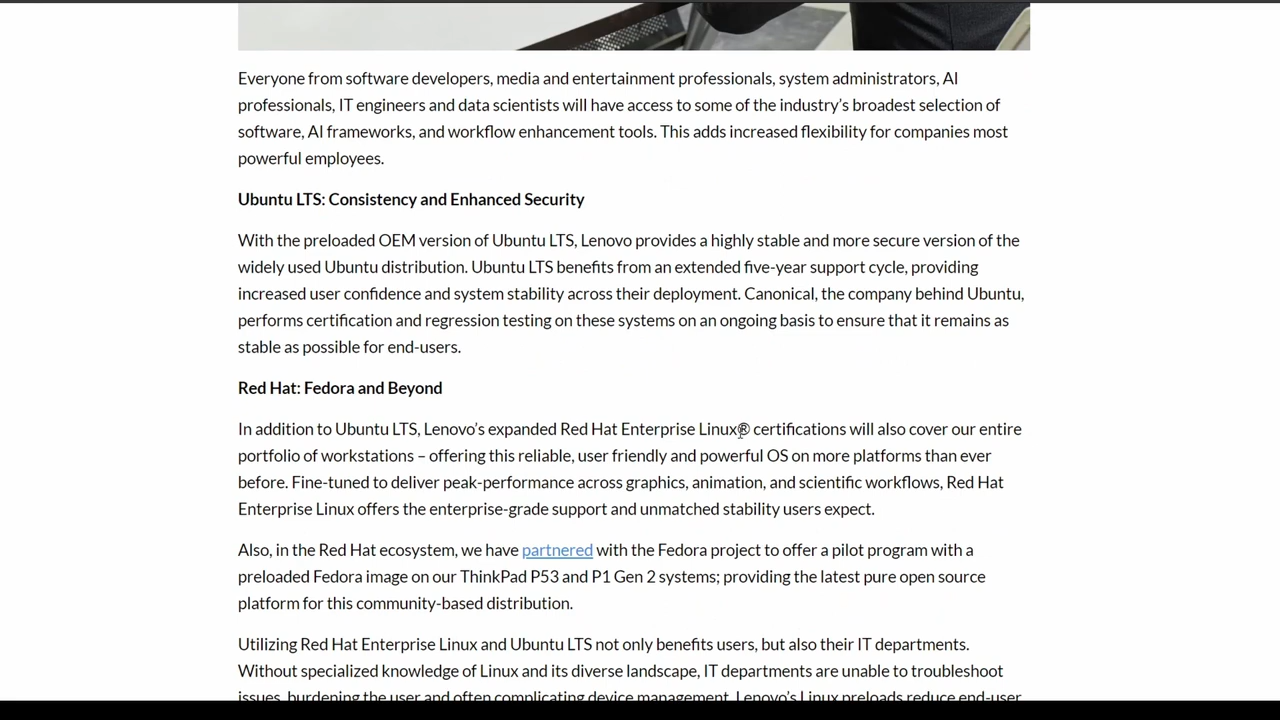 Everyone from software developers, media and entertainment professionals, system administrators, AI
professionals, IT engineers and data scientists will have access to some of the industry’s broadest selection of
software, AI frameworks, and workflow enhancement tools. This adds increased flexibility for companies most
powerful employees.
Ubuntu LTS: Consistency and Enhanced Security
With the preloaded OEM version of Ubuntu LTS, Lenovo provides a highly stable and more secure version of the
widely used Ubuntu distribution. Ubuntu LTS benefits from an extended five-year support cycle, providing
increased user confidence and system stability across their deployment. Canonical, the company behind Ubuntu,
performs certification and regression testing on these systems on an ongoing basis to ensure that it remains as
stable as possible for end-users.
Red Hat: Fedora and Beyond
In addition to Ubuntu LTS, Lenovo’s expanded Red Hat Enterprise Linux® certifications will also cover our entire
portfolio of workstations – offering this reliable, user friendly and powerful OS on more platforms than ever
before. Fine-tuned to deliver peak-performance across graphics, animation, and scientific workflows, Red Hat
Enterprise Linux offers the enterprise-grade support and unmatched stability users expect.
Also, in the Red Hat ecosystem, we have partnered with the Fedora project to offer a pilot program with a
preloaded Fedora image on our ThinkPad P53 and P1 Gen 2 systems; providing the latest pure open source
platform for this community-based distribution.
Utilizing Red Hat Enterprise Linux and Ubuntu LTS not only benefits users, but also their IT departments.
Without specialized knowledge of Linux and its diverse landscape, IT departments are unable to troubleshoot
issues, burdening the user and often complicating device management. Lenovo’s Linux preloads reduce end-user